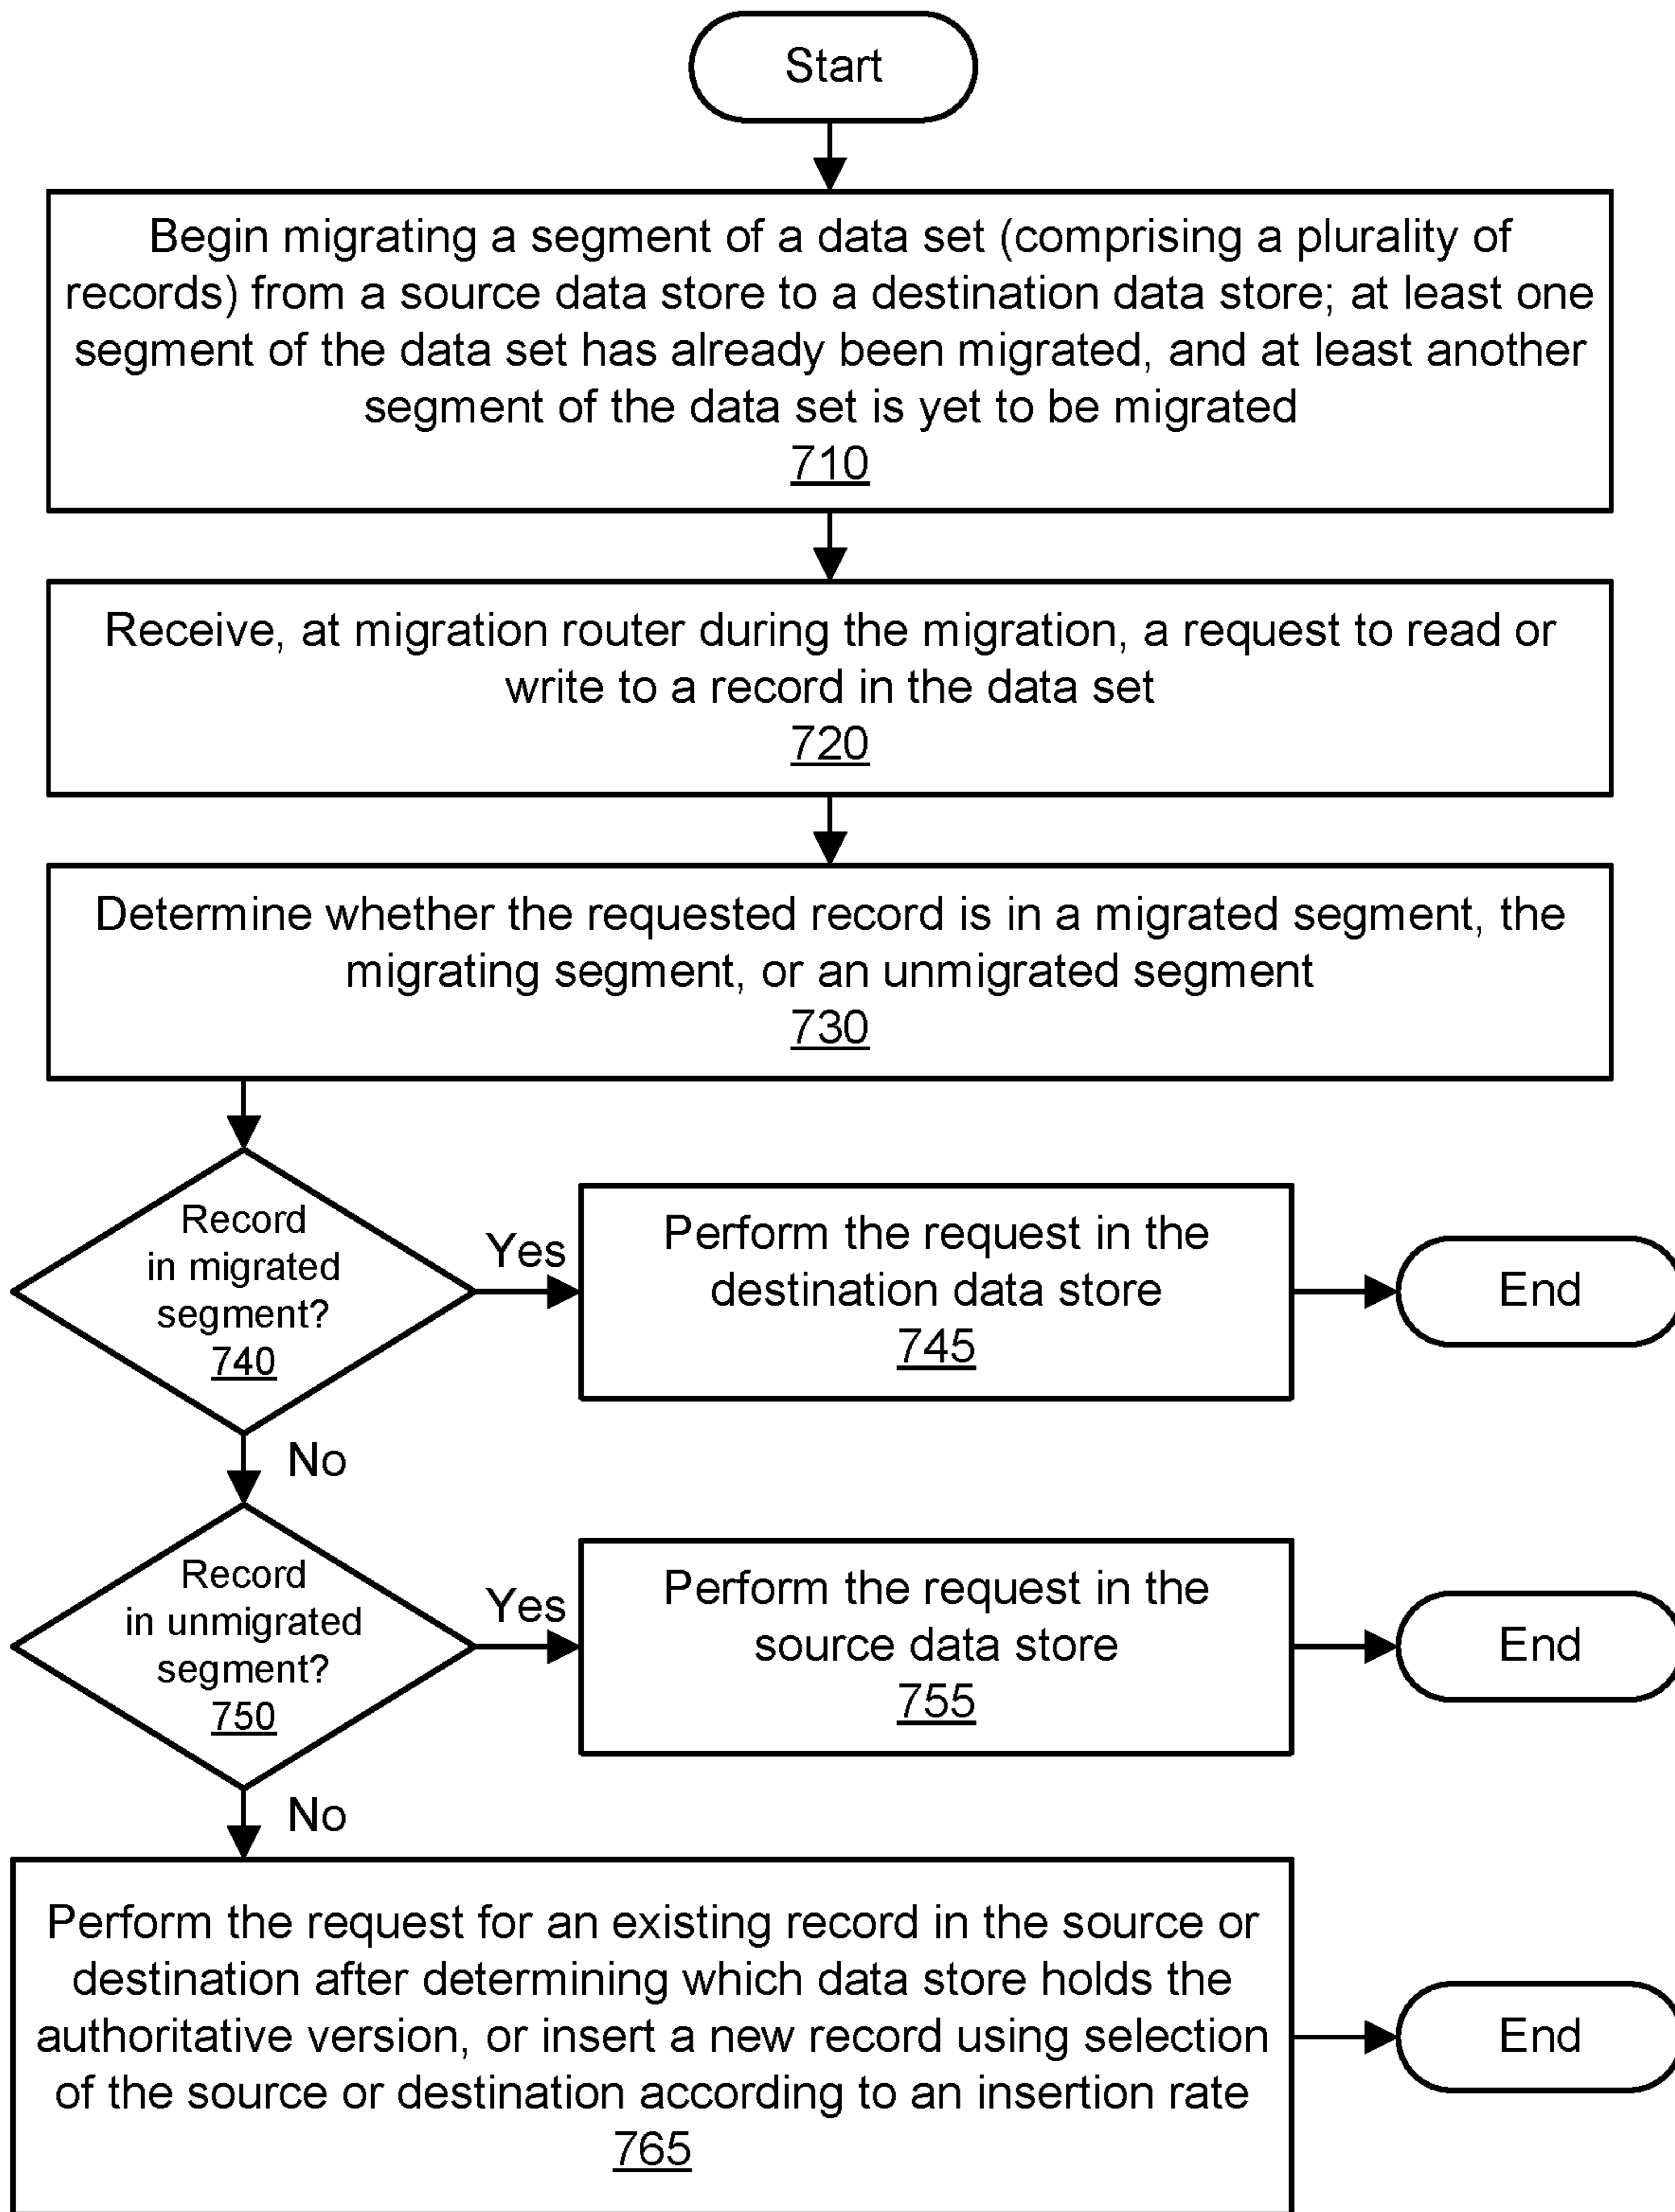 Start
Begin migrating a segment of a data set (comprising a plurality of
records) from a source data store to a destination data store; at least one
segment of the data set has already been migrated, and at least another
segment of the data set is yet to be migrated
710
Receive, at migration router during the migration, a request to read or
write to a record in the data set
720
Determine whether the requested record is in a migrated segment, the
migrating segment, or an unmigrated segment
730
Record
in migrated
segment?
740
Yes
Perform the request in the
destination data store
745
End
No
Record
in unmigrated
segment?
750
Yes
Perform the request in the
source data store
755
End
No
Perform the request for an existing record in the source or
destination after determining which data store holds the
authoritative version, or insert a new record using selection
of the source or destination according to an insertion rate
765
End